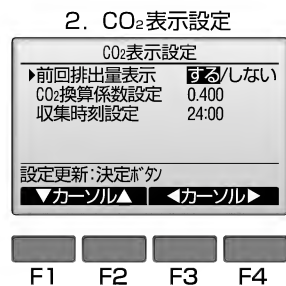 2. CO₂表示設定
CO₂表示設定
▶前回排出量表示 する/しない
CO₂換算係数設定 0.400
収集時刻設定 24:00
設定更新:決定ボタン
▼カーソル▲ ◀カーソル▶
F1 F2 F3 F4